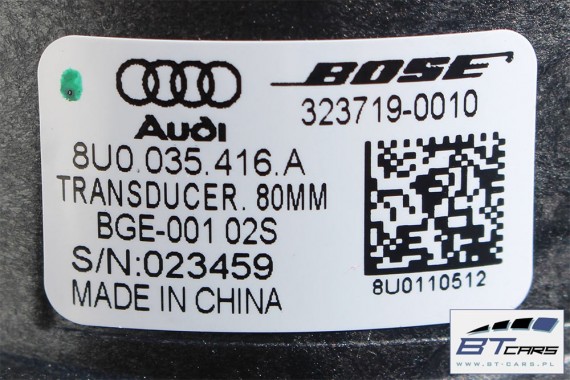 Audi
BOSE
323719-0010
8U0.035.416.A
TRANSDUCER. 80MM
BGE-001 02S
S/N:023459
MADE IN CHINA
8U0110512
BTCARS
WWW.BT-CARS.PL